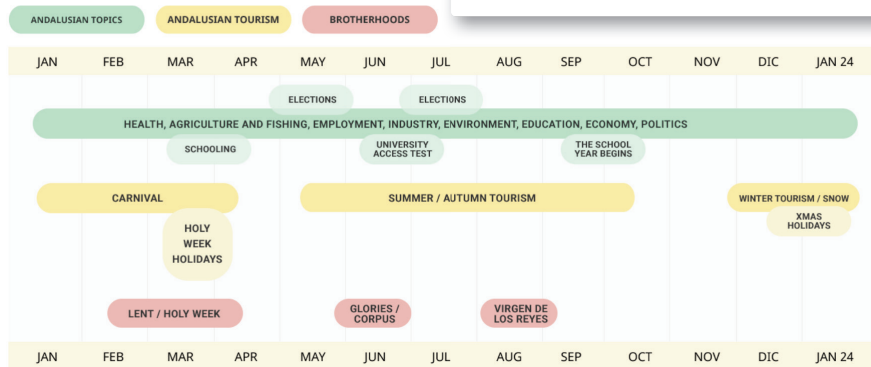 ANDALUSIAN TOPICS ANDALUSIAN TOURISM BROTHERHOODS
JAN FEB MAR APR MAY JUN JUL AUG SEP OCT NOV DIC JAN 24
ELECTIONS ELECTIONS
HEALTH, AGRICULTURE AND FISHING, EMPLOYMENT, INDUSTRY, ENVIRONMENT, EDUCATION, ECONOMY, POLITICS
SCHOOLING
UNIVERSITY
ACCESS TEST
THE SCHOOL
YEAR BEGINS
CARNIVAL
SUMMER / AUTUMN TOURISM
WINTER TOURISM / SNOW
HOLY
WEEK
HOLIDAYS
XMAS
HOLIDAYS
LENT / HOLY WEEK
GLORIES /
CORPUS
VIRGEN DE
LOS REYES
JAN FEB MAR APR MAY JUN JUL AUG SEP OCT NOV DIC JAN 24